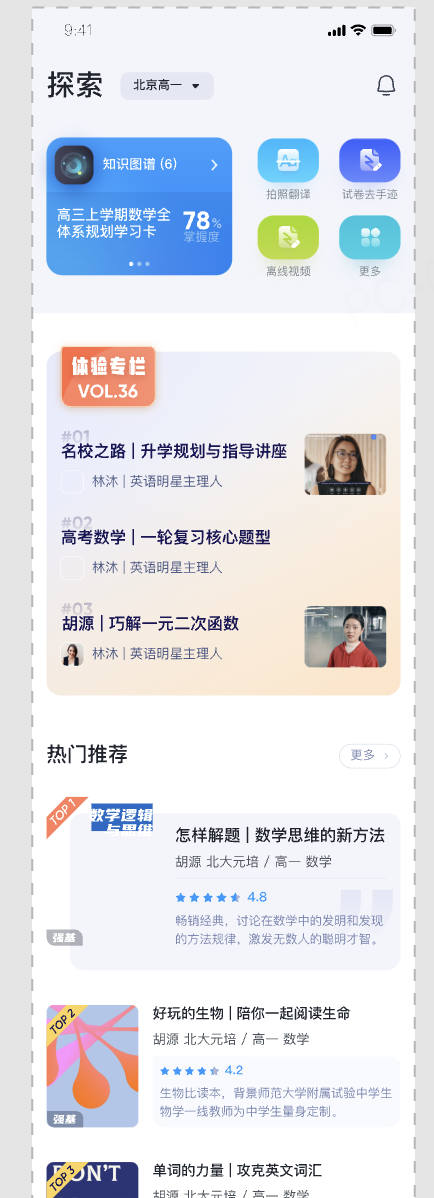 9:41
探索
北京高一
知识图谱 (6)
高三上学期数学全
体系规划学习卡
78%
掌握度
拍照翻译
试卷去手迹
离线视频
更多
体验专栏
VOL.36
#01
名校之路 | 升学规划与指导讲座
林沐 | 英语明星主理人
#02
高考数学 | 一轮复习核心题型
林沐 | 英语明星主理人
#03
胡源 | 巧解一元二次函数
林沐 | 英语明星主理人
热门推荐
更多
TOP 1
数学逻辑
与思维
强基
怎样解题 | 数学思维的新方法
胡源 北大元培 / 高一 数学
4.8
畅销经典，讨论在数学中的发明和发现
的方法规律，激发无数人的聪明才智。
TOP 2
强基
好玩的生物 | 陪你一起阅读生命
胡源 北大元培 / 高一 数学
4.2
生物比读本，背景师范大学附属试验中学生
物学一线教师为中学生量身定制。
TOP 3
DON'T
单词的力量 | 攻克英文词汇
胡源 北大元培 / 高一 数学